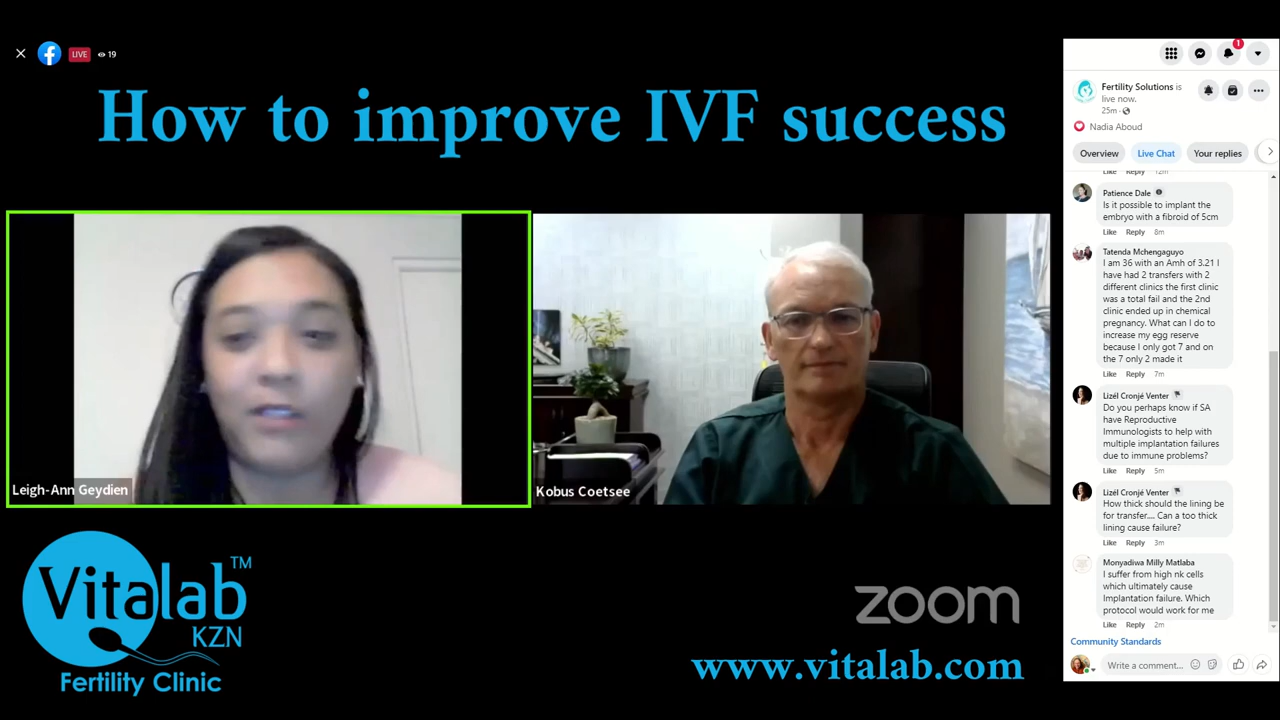 LIVE
19
How to improve IVF success
Leigh-Ann Geydien
Kobus Coetsee
Vitalab™
KZN
Fertility Clinic
zoom
www.vitalab.com
1
Fertility Solutions is
live now.
25m ·
Nadia Aboud
Overview
Live Chat
Your replies
Like Reply 12m
Patience Dale
Is it possible to implant the
embryo with a fibroid of 5cm
Like Reply 8m
Tatenda Mchengaguyo
I am 36 with an Amh of 3.21 I
have had 2 transfers with 2
different clinics the first clinic
was a total fail and the 2nd
clinic ended up in chemical
pregnancy. What can I do to
increase my egg reserve
because I only got 7 and on
the 7 only 2 made it
Like Reply 7m
Lizél Cronjé Venter
Do you perhaps know if SA
have Reproductive
Immunologists to help with
multiple implantation failures
due to immune problems?
Like Reply 5m
Lizél Cronjé Venter
How thick should the lining be
for transfer.... Can a too thick
lining cause failure?
Like Reply 3m
Monyadiwa Milly Matlaba
I suffer from high nk cells
which ultimately cause
Implantation failure. Which
protocol would work for me
Like Reply 2m
Community Standards
Write a comment...